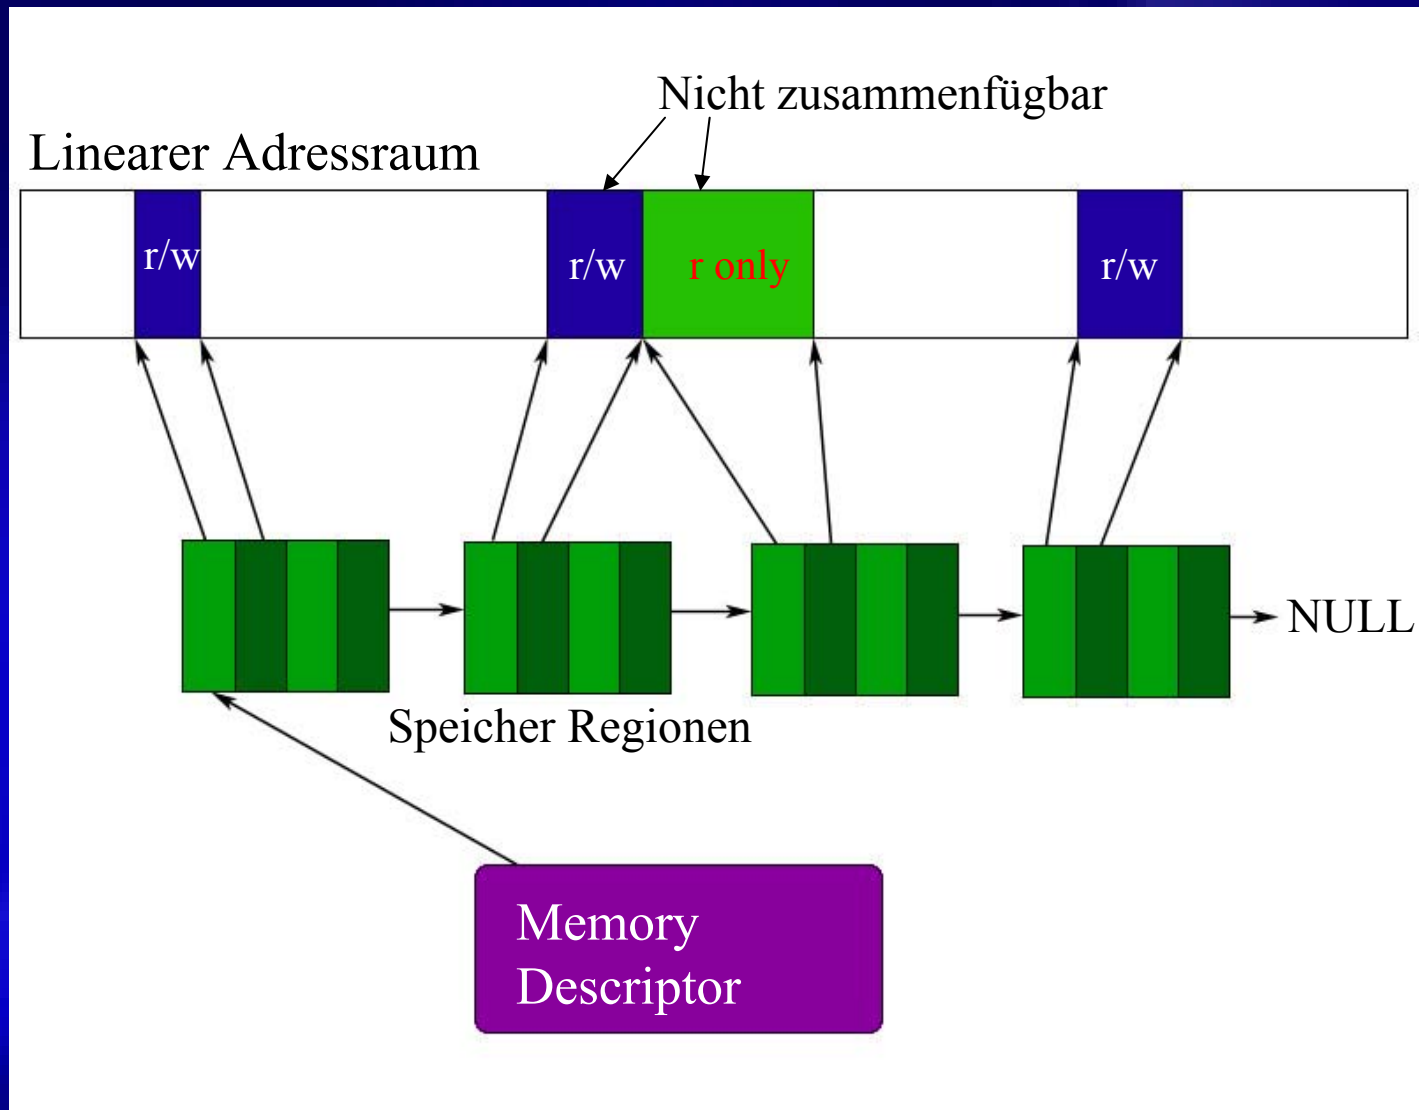 Nicht zusammenfügbar
Linearer Adressraum
r/w
r/w
r only
r/w
NULL
Speicher Regionen
Memory
Descriptor